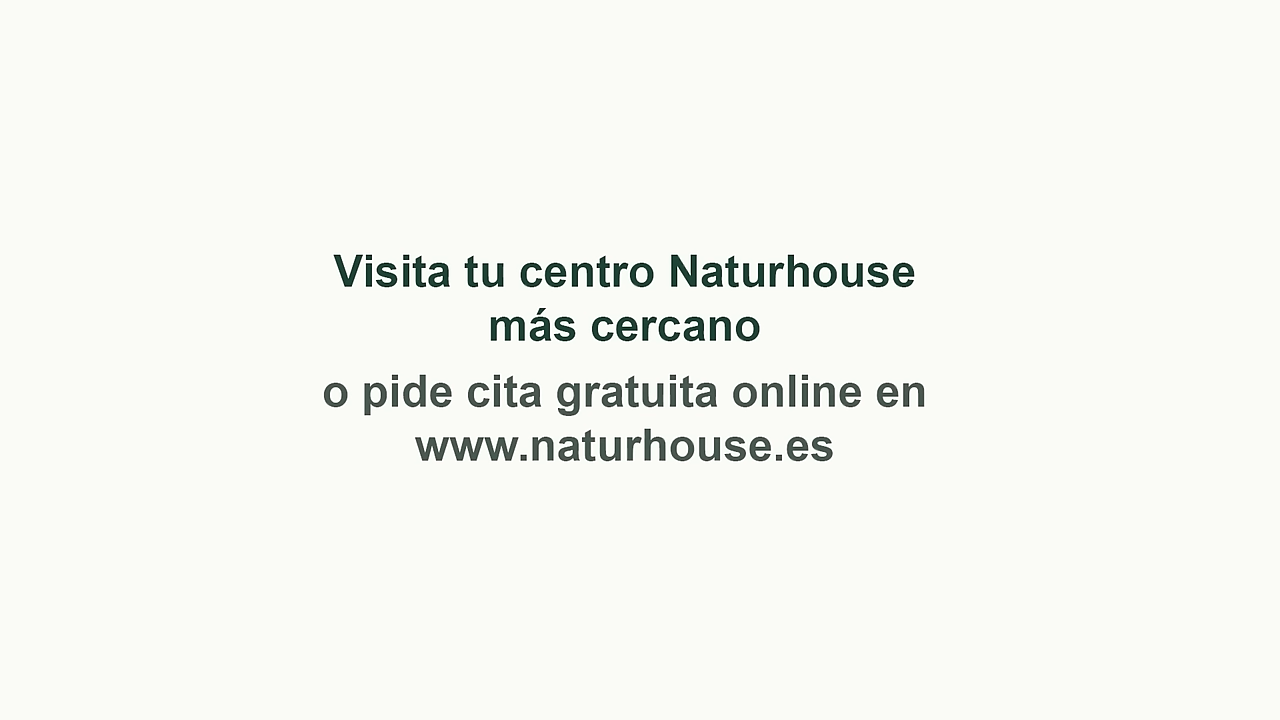 Visita tu centro Naturhouse
más cercano
o pide cita gratuita online en
www.naturhouse.es